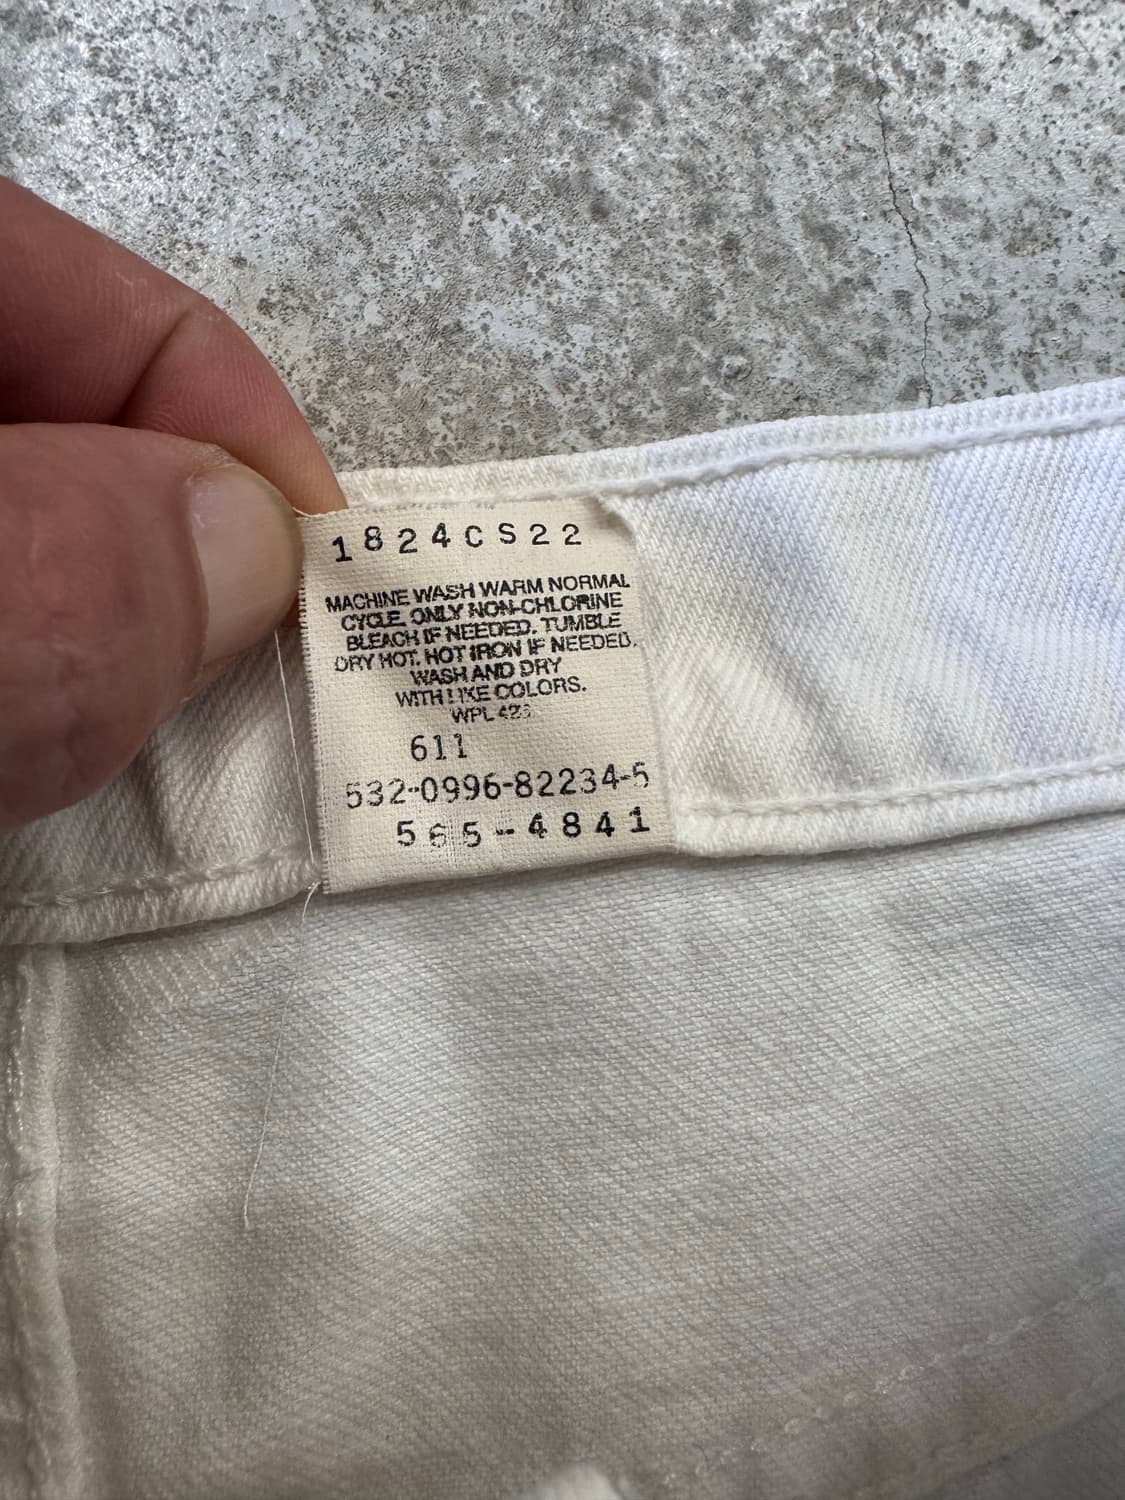 1824CS22
MACHINE WASH WARM NORMAL
CYCLE. ONLY NON-CHLORINE
BLEACH IF NEEDED. TUMBLE
DRY HOT. HOT IRON IF NEEDED.
WASH AND DRY
WITH LIKE COLORS.
WPL
611
532-0996-82234-5
565-4841